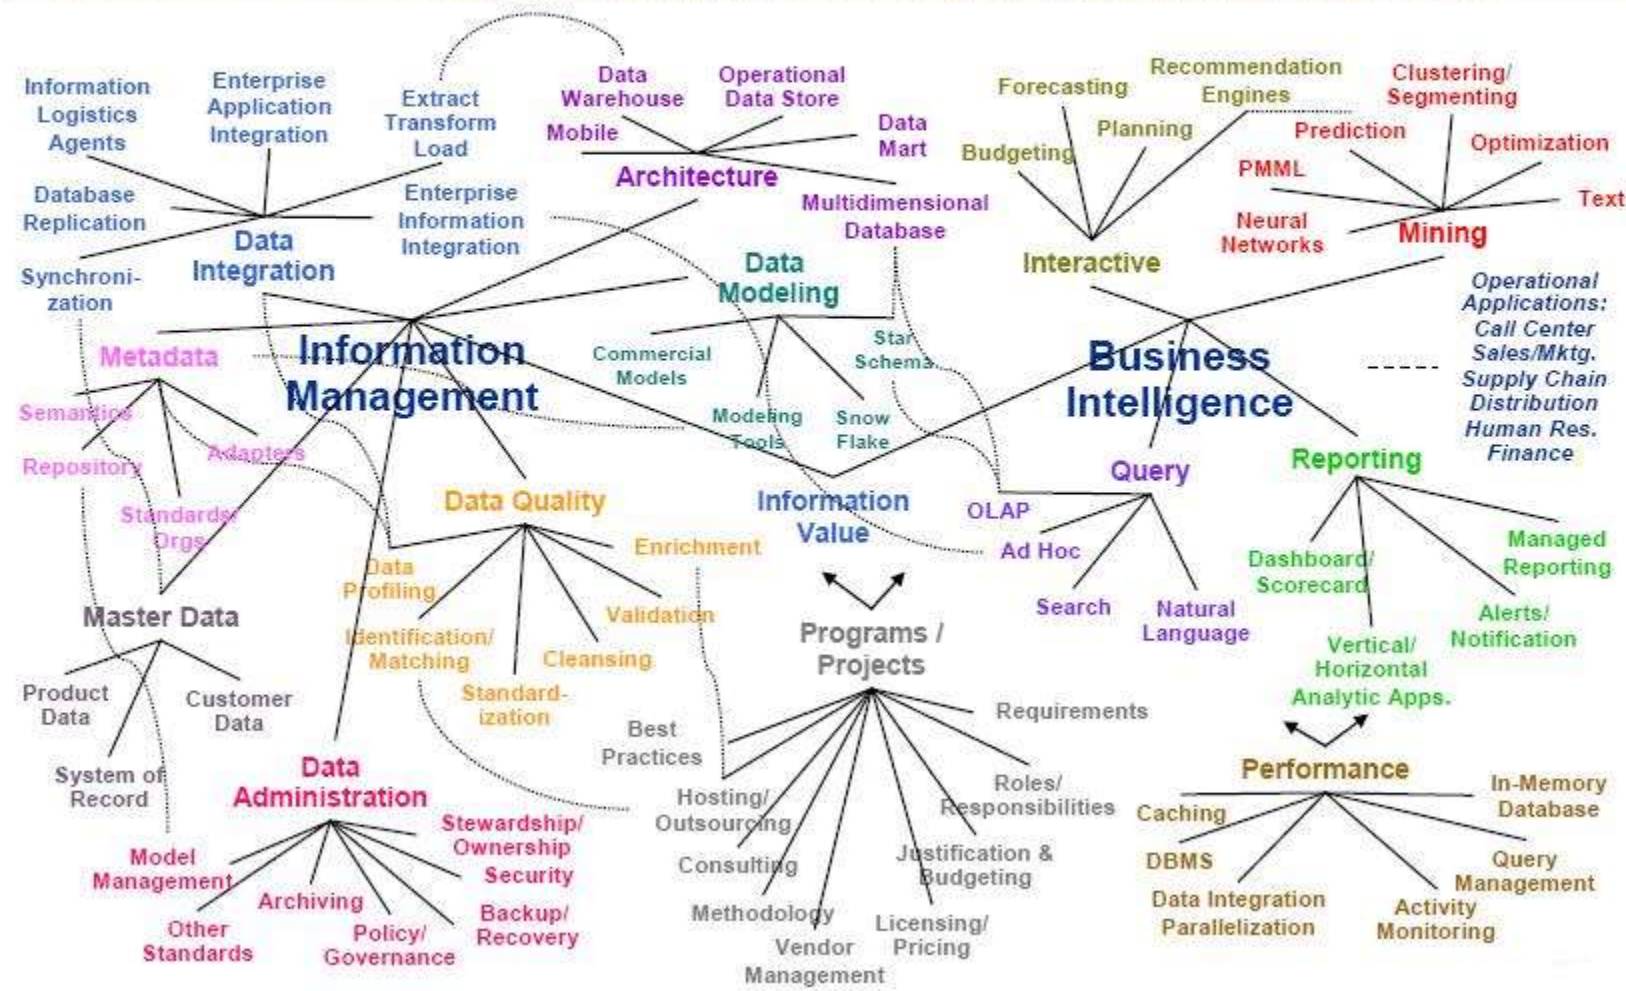 Information
Logistics
Agents
Enterprise
Application
Integration
Extract
Transform
Load
Database
Replication
Enterprise
Information
Integration
Synchroni-
zation
Data
Integration
Data
Warehouse
Operational
Data Store
Mobile
Data
Mart
Architecture
Multidimensional
Database
Forecasting
Recommendation
Engines
Budgeting
Planning
Interactive
Clustering/
Segmenting
Prediction
Optimization
PMML
Text
Neural
Networks
Mining
Operational
Applications:
Call Center
Sales/Mktg.
Supply Chain
Distribution
Human Res.
Finance
Metadata
Semantics
Repository
Adapters
Standards/
Orgs
Information
Management
Data
Modeling
Commercial
Models
Star
Schema
Modeling
Tools
Snow
Flake
Business
Intelligence
Data Quality
Enrichment
Data
Profiling
Validation
Identification/
Matching
Cleansing
Standard-
ization
Information
Value
Query
OLAP
Ad Hoc
Search
Natural
Language
Reporting
Dashboard/
Scorecard
Managed
Reporting
Alerts/
Notification
Vertical/
Horizontal
Analytic Apps.
Master Data
Product
Data
Customer
Data
System of
Record
Data
Administration
Stewardship/
Ownership
Model
Management
Security
Archiving
Backup/
Recovery
Other
Standards
Policy/
Governance
Programs /
Projects
Best
Practices
Requirements
Hosting/
Outsourcing
Roles/
Responsibilities
Consulting
Justification &
Budgeting
Methodology
Licensing/
Pricing
Vendor
Management
Performance
Caching
In-Memory
Database
DBMS
Query
Management
Data Integration
Parallelization
Activity
Monitoring